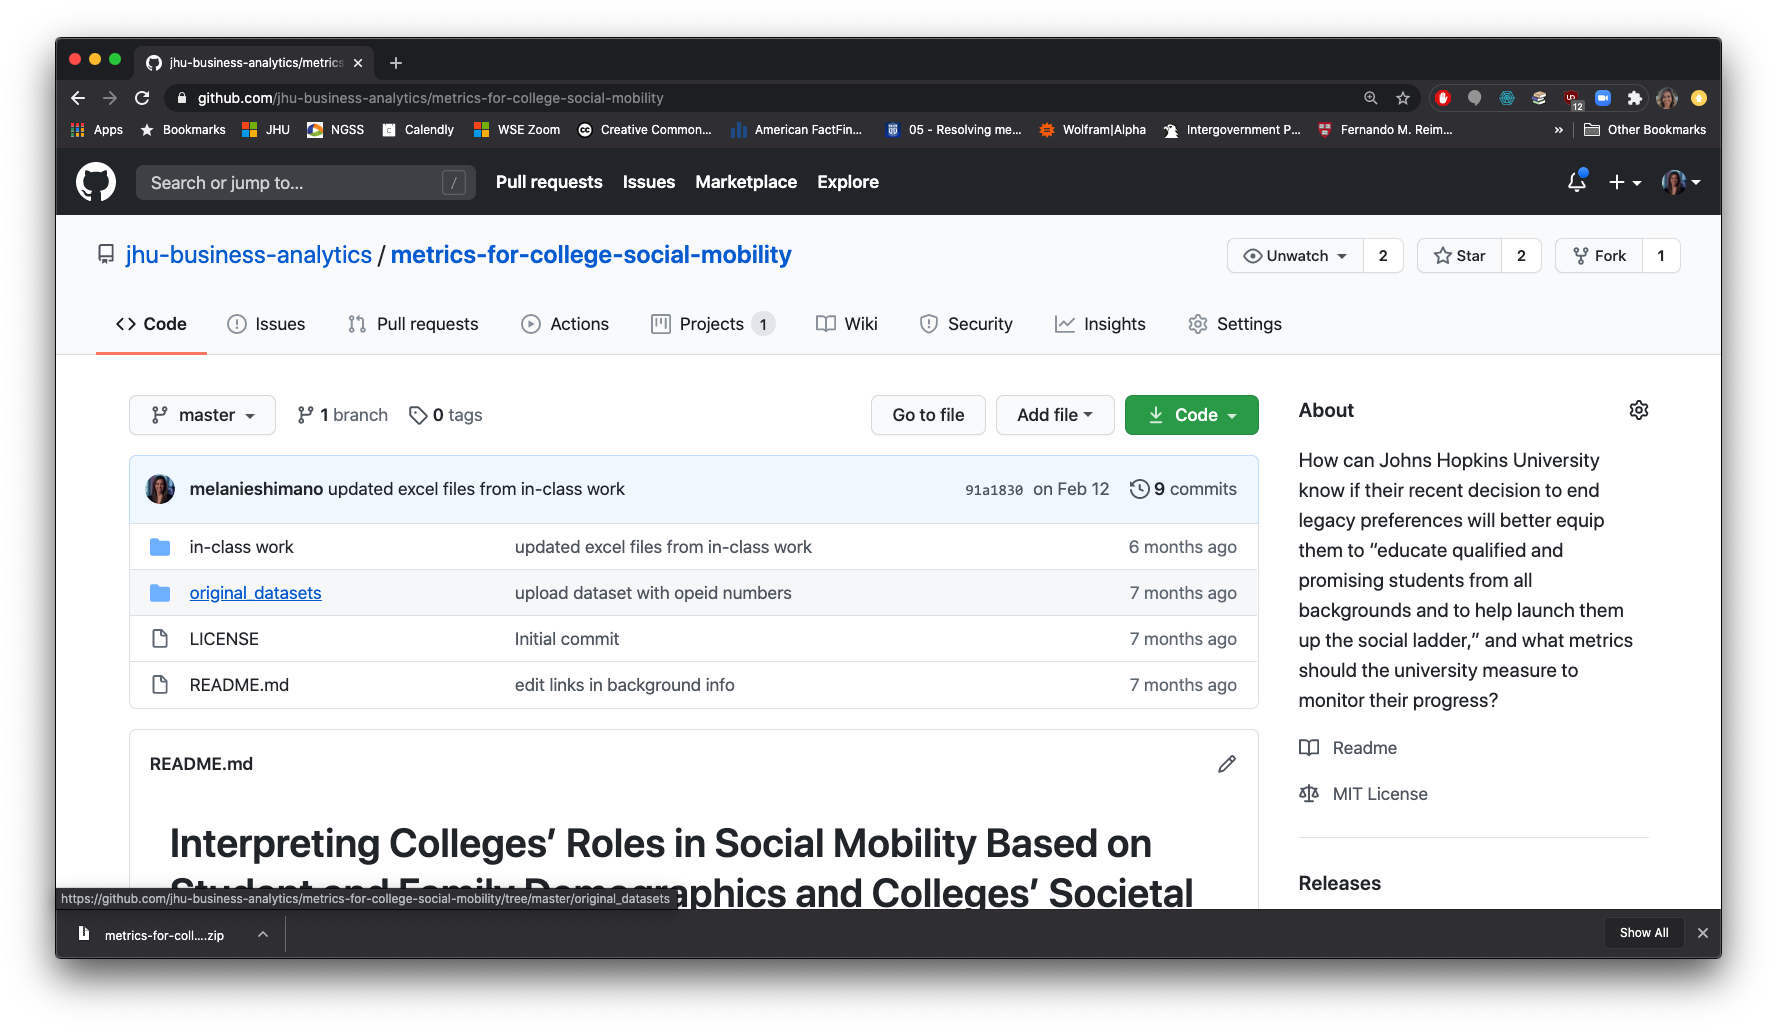 jhu-business-analytics/metrics
github.com/jhu-business-analytics/metrics-for-college-social-mobility
12
Apps Bookmarks JHU NGSS Calendly WSE Zoom Creative Common... American FactFin... 05 - Resolving me... Wolfram|Alpha Intergovernment P... Fernando M. Reim... » Other Bookmarks
Search or jump to... / Pull requests Issues Marketplace Explore
jhu-business-analytics / metrics-for-college-social-mobility
Unwatch 2 Star 2 Fork 1
Code Issues Pull requests Actions Projects 1 Wiki Security Insights Settings
master 1 branch 0 tags Go to file Add file Code
melanieshimano updated excel files from in-class work 91a1830 on Feb 12 9 commits
in-class work updated excel files from in-class work 6 months ago
original_datasets upload dataset with opeid numbers 7 months ago
LICENSE Initial commit 7 months ago
README.md edit links in background info 7 months ago
README.md
Interpreting Colleges’ Roles in Social Mobility Based on
Student and Family Demographics and Colleges’ Societal
About
How can Johns Hopkins University
know if their recent decision to end
legacy preferences will better equip
them to “educate qualified and
promising students from all
backgrounds and to help launch them
up the social ladder,” and what metrics
should the university measure to
monitor their progress?
Readme
MIT License
Releases
https://github.com/jhu-business-analytics/metrics-for-college-social-mobility/tree/master/original_datasets
metrics-for-coll....zip
Show All